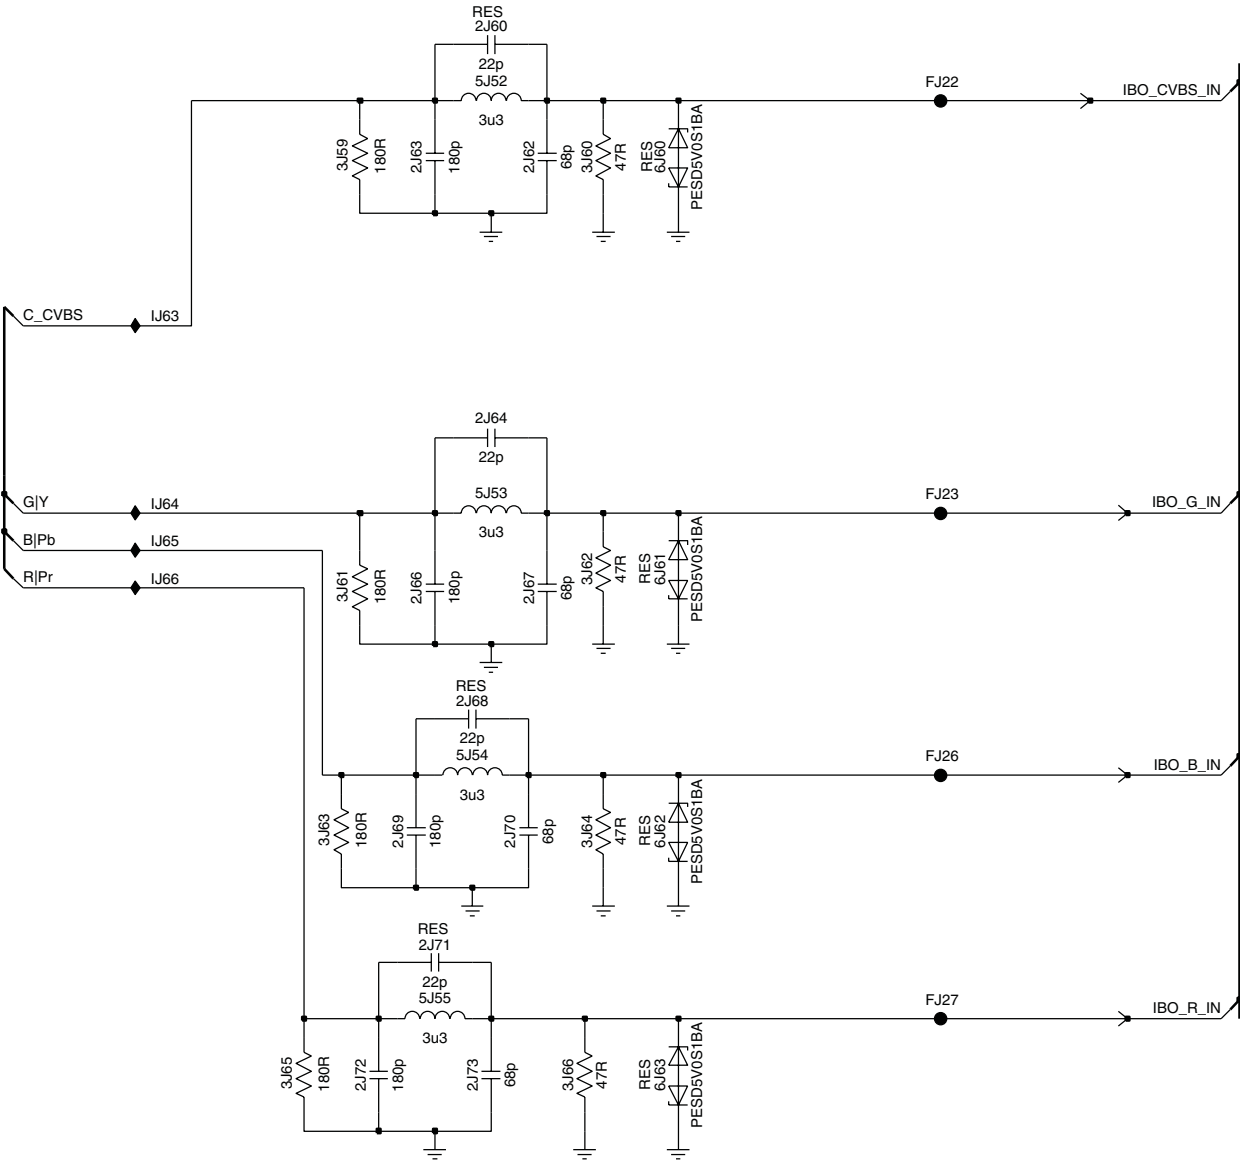 RES
2J60
22p
5J52
3u3
3J59
180R
2J63
180p
2J62
68p
3J60
47R
RES
6J60
PESD5V0S1BA
FJ22
IBO_CVBS_IN
C_CVBS
IJ63
2J64
22p
5J53
3u3
G|Y
IJ64
B|Pb
IJ65
R|Pr
IJ66
3J61
180R
2J66
180p
2J67
68p
3J62
47R
RES
6J61
PESD5V0S1BA
FJ23
IBO_G_IN
RES
2J68
22p
5J54
3u3
3J63
180R
2J69
180p
2J70
68p
3J64
47R
RES
6J62
PESD5V0S1BA
FJ26
IBO_B_IN
RES
2J71
22p
5J55
3u3
3J65
180R
2J72
180p
2J73
68p
3J66
47R
RES
6J63
PESD5V0S1BA
FJ27
IBO_R_IN